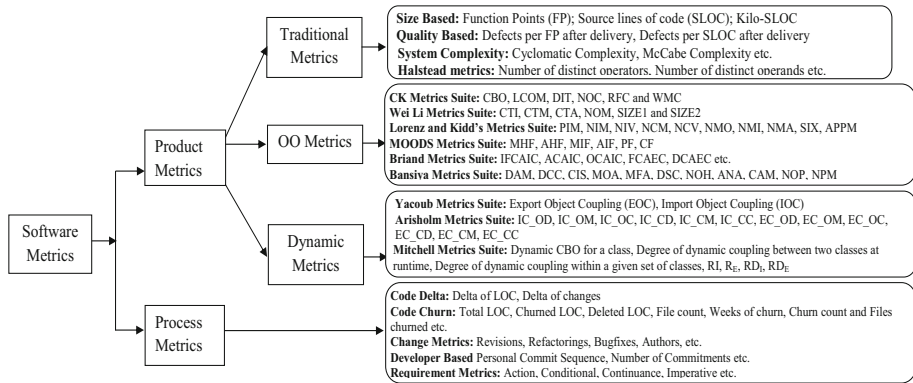 Software
Metrics
Product
Metrics
Process
Metrics
Traditional
Metrics
OO Metrics
Dynamic
Metrics
Size Based: Function Points (FP); Source lines of code (SLOC); Kilo-SLOC
Quality Based: Defects per FP after delivery, Defects per SLOC after delivery
System Complexity: Cyclomatic Complexity, McCabe Complexity etc.
Halstead metrics: Number of distinct operators, Number of distinct operands etc.
CK Metrics Suite: CBO, LCOM, DIT, NOC, RFC and WMC
Wei Li Metrics Suite: CTI, CTM, CTA, NOM, SIZE1 and SIZE2
Lorenz and Kidd's Metrics Suite: PIM, NIM, NIV, NCM, NCV, NMO, NMI, NMA, SIX, APPM
MOODS Metrics Suite: MHF, AHF, MIF, AIF, PF, CF
Briand Metrics Suite: IFCAIC, ACAIC, OCAIC, FCAEC, DCAEC etc.
Bansiya Metrics Suite: DAM, DCC, CIS, MOA, MFA, DSC, NOH, ANA, CAM, NOP, NPM
Yacoub Metrics Suite: Export Object Coupling (EOC), Import Object Coupling (IOC)
Arisholm Metrics Suite: IC_OD, IC_OM, IC_OC, IC_CD, IC_CM, IC_CC, EC_OD, EC_OM, EC_OC,
EC_CD, EC_CM, EC_CC
Mitchell Metrics Suite: Dynamic CBO for a class, Degree of dynamic coupling between two classes at
runtime, Degree of dynamic coupling within a given set of classes, RI, RE, RDI, RDE
Code Delta: Delta of LOC, Delta of changes
Code Churn: Total LOC, Churned LOC, Deleted LOC, File count, Weeks of churn, Churn count and Files
churned etc.
Change Metrics: Revisions, Refactorings, Bugfixes, Authors, etc.
Developer Based Personal Commit Sequence, Number of Commitments etc.
Requirement Metrics: Action, Conditional, Continuance, Imperative etc.